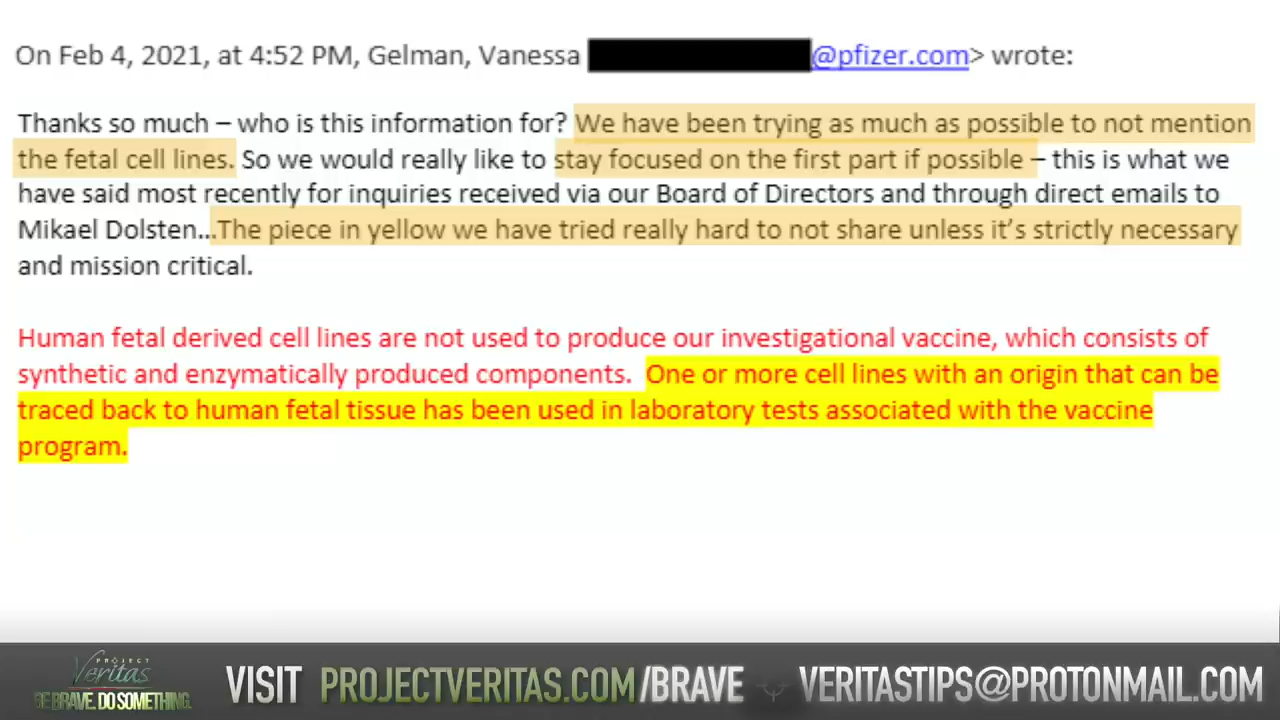 On Feb 4, 2021, at 4:52 PM, Gelman, Vanessa @pfizer.com> wrote:
Thanks so much – who is this information for? We have been trying as much as possible to not mention
the fetal cell lines. So we would really like to stay focused on the first part if possible – this is what we
have said most recently for inquiries received via our Board of Directors and through direct emails to
Mikael Dolsten…The piece in yellow we have tried really hard to not share unless it’s strictly necessary
and mission critical.
Human fetal derived cell lines are not used to produce our investigational vaccine, which consists of
synthetic and enzymatically produced components. One or more cell lines with an origin that can be
traced back to human fetal tissue has been used in laboratory tests associated with the vaccine
program.
PROJECT
Veritas
BE BRAVE. DO SOMETHING.
VISIT PROJECTVERITAS.COM/BRAVE VERITASTIPS@PROTONMAIL.COM